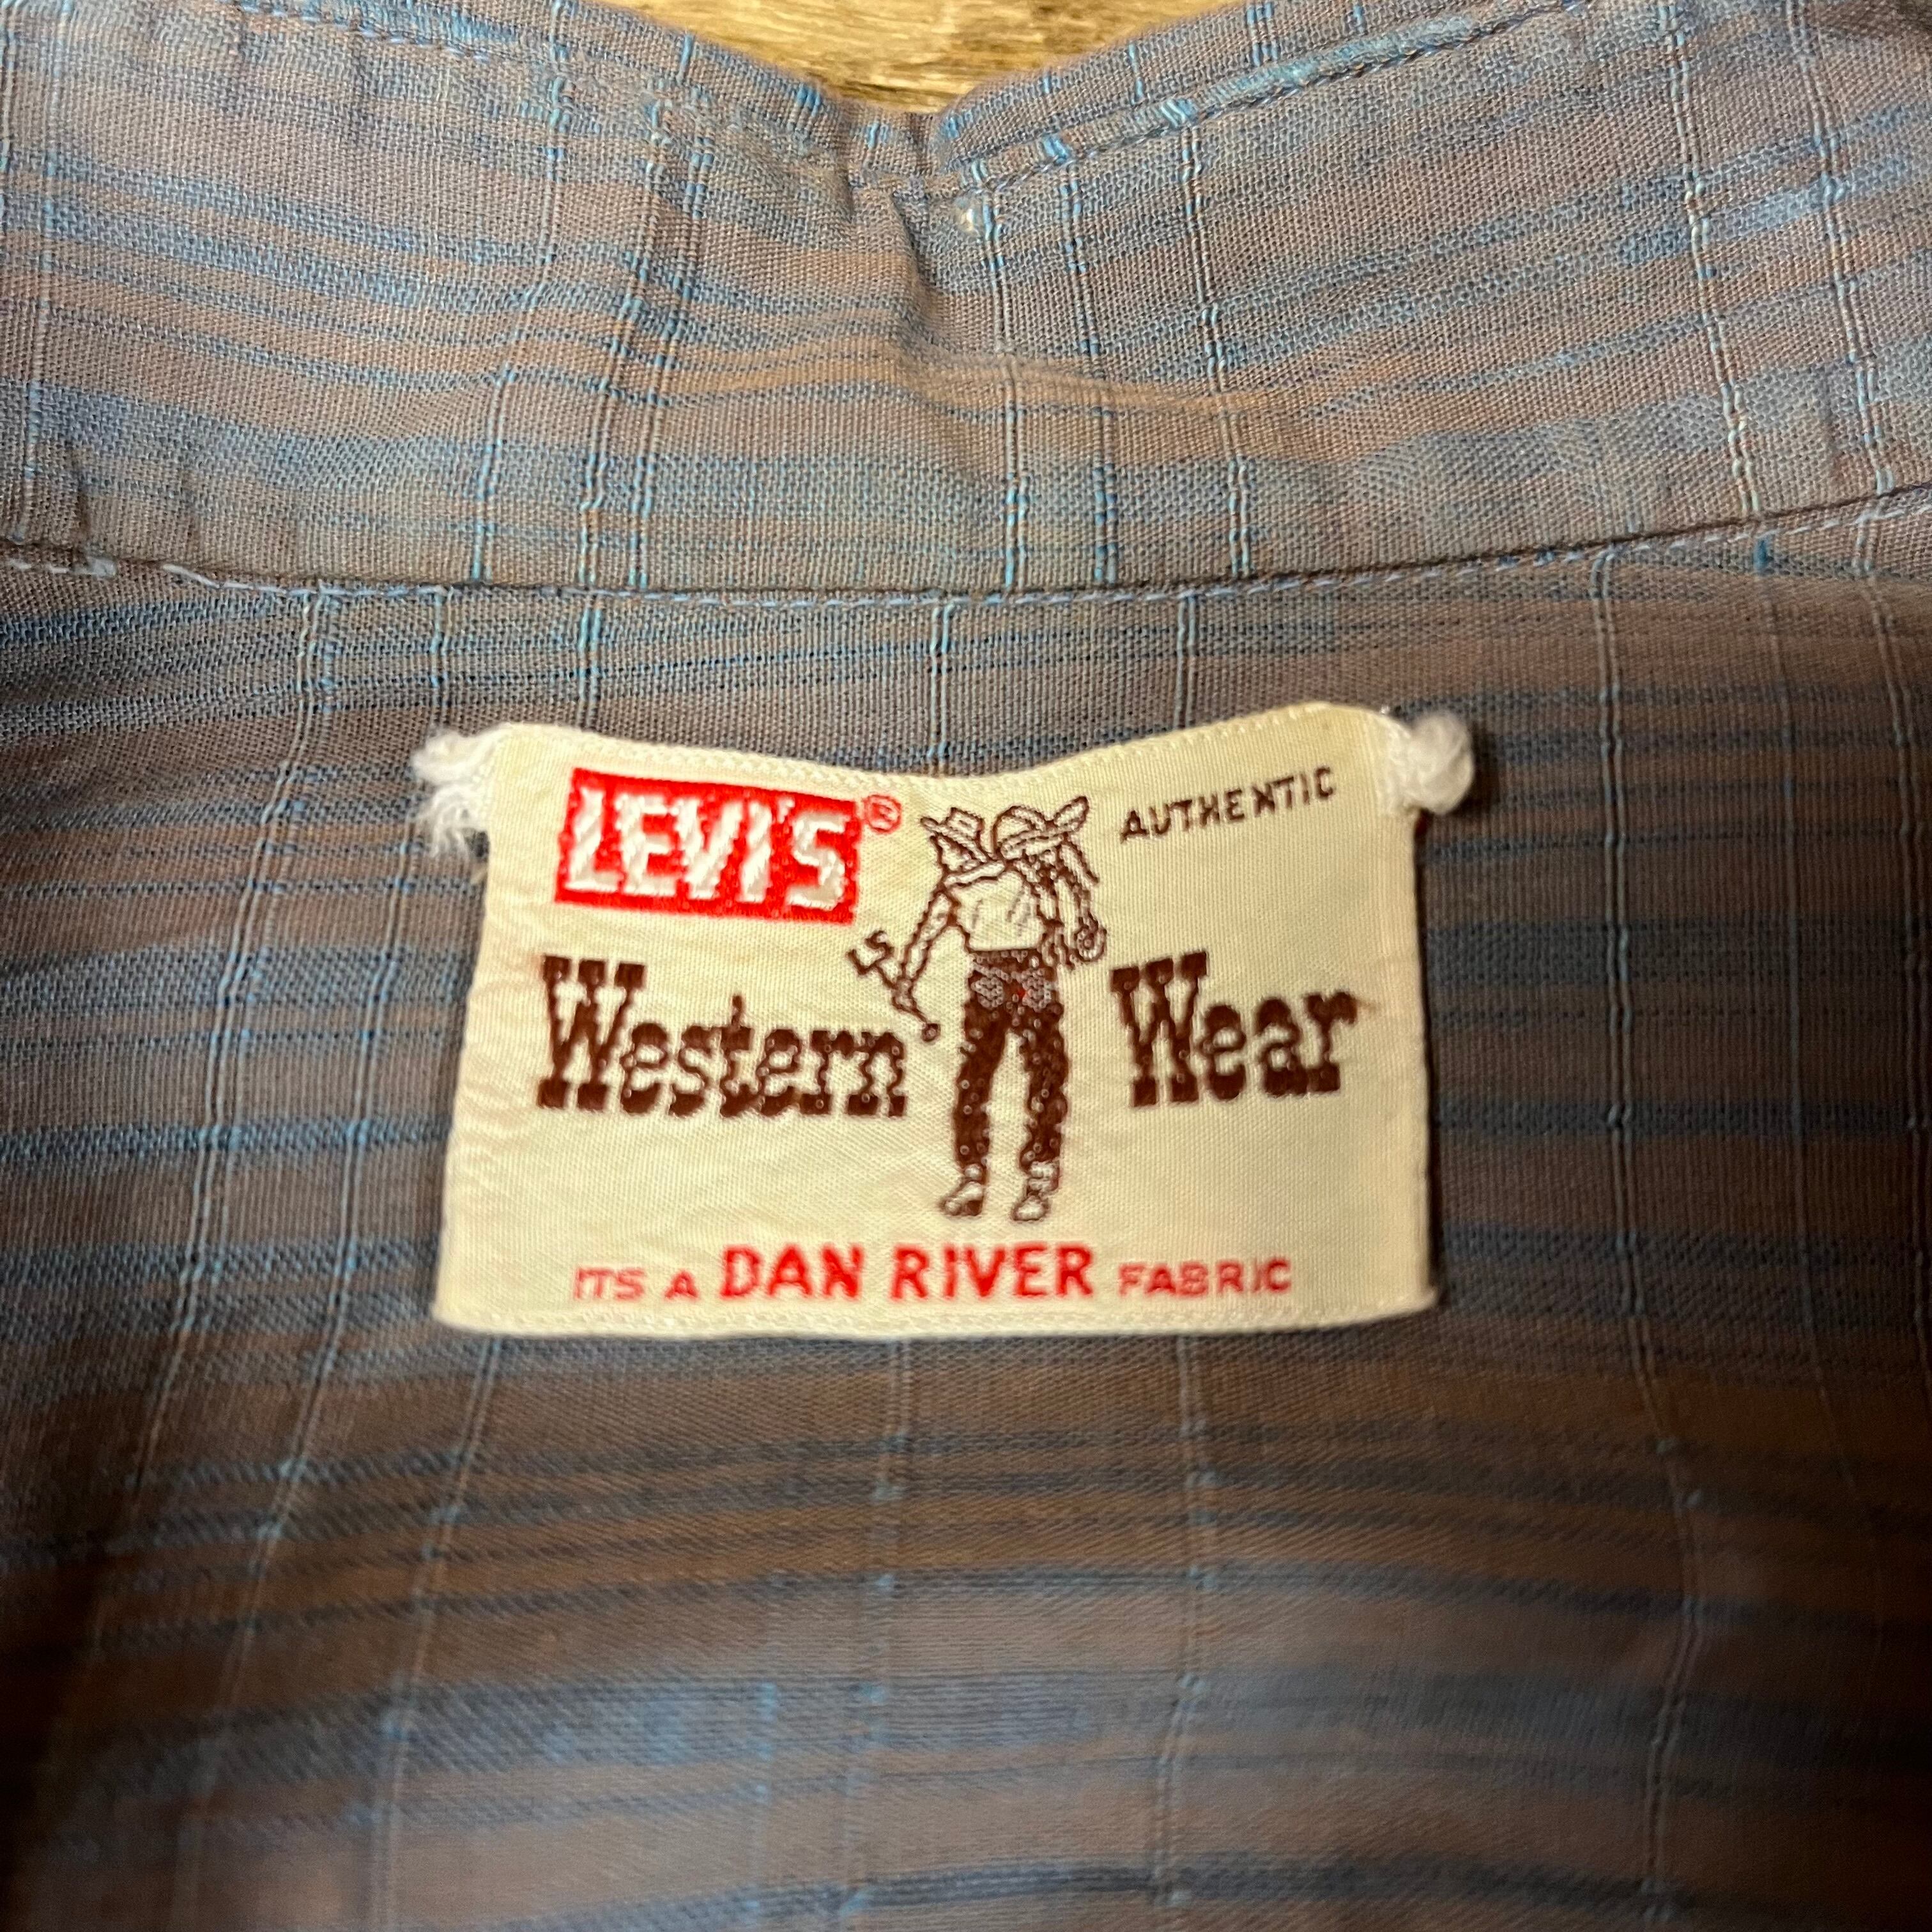 LEVI'S®
AUTHENTIC
Western Wear
ITS A DAN RIVER FABRIC